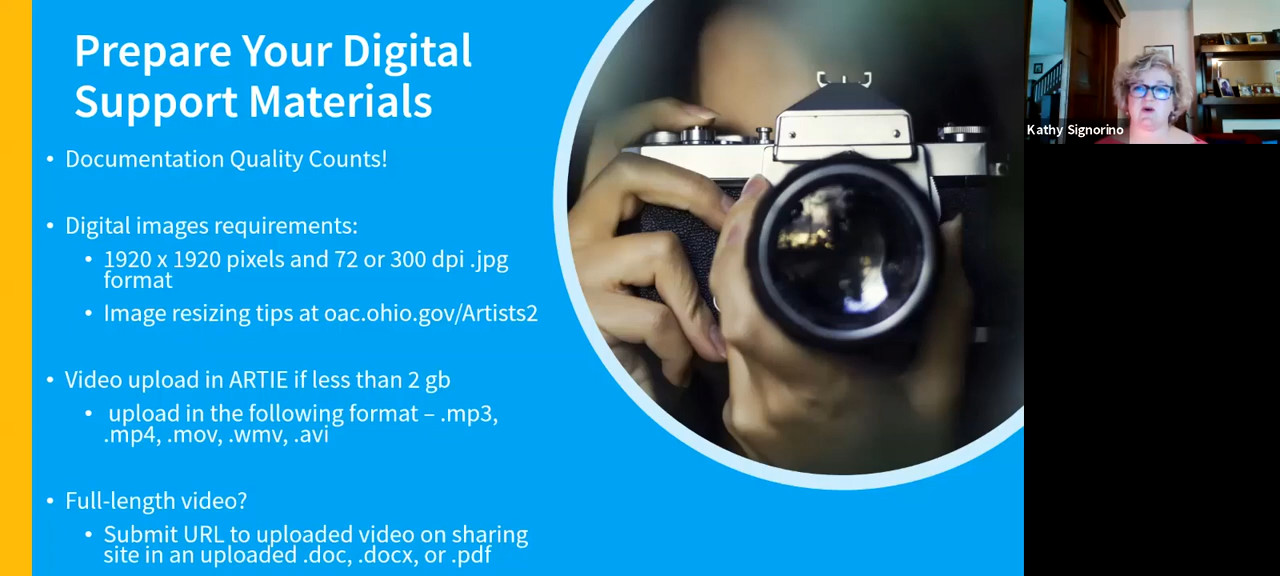 Prepare Your Digital
Support Materials
• Documentation Quality Counts!
• Digital images requirements:
• 1920 x 1920 pixels and 72 or 300 dpi .jpg
format
• Image resizing tips at oac.ohio.gov/Artists2
• Video upload in ARTIE if less than 2 gb
• upload in the following format – .mp3,
.mp4, .mov, .wmv, .avi
• Full-length video?
• Submit URL to uploaded video on sharing
site in an uploaded .doc, .docx, or .pdf
Kathy Signorino